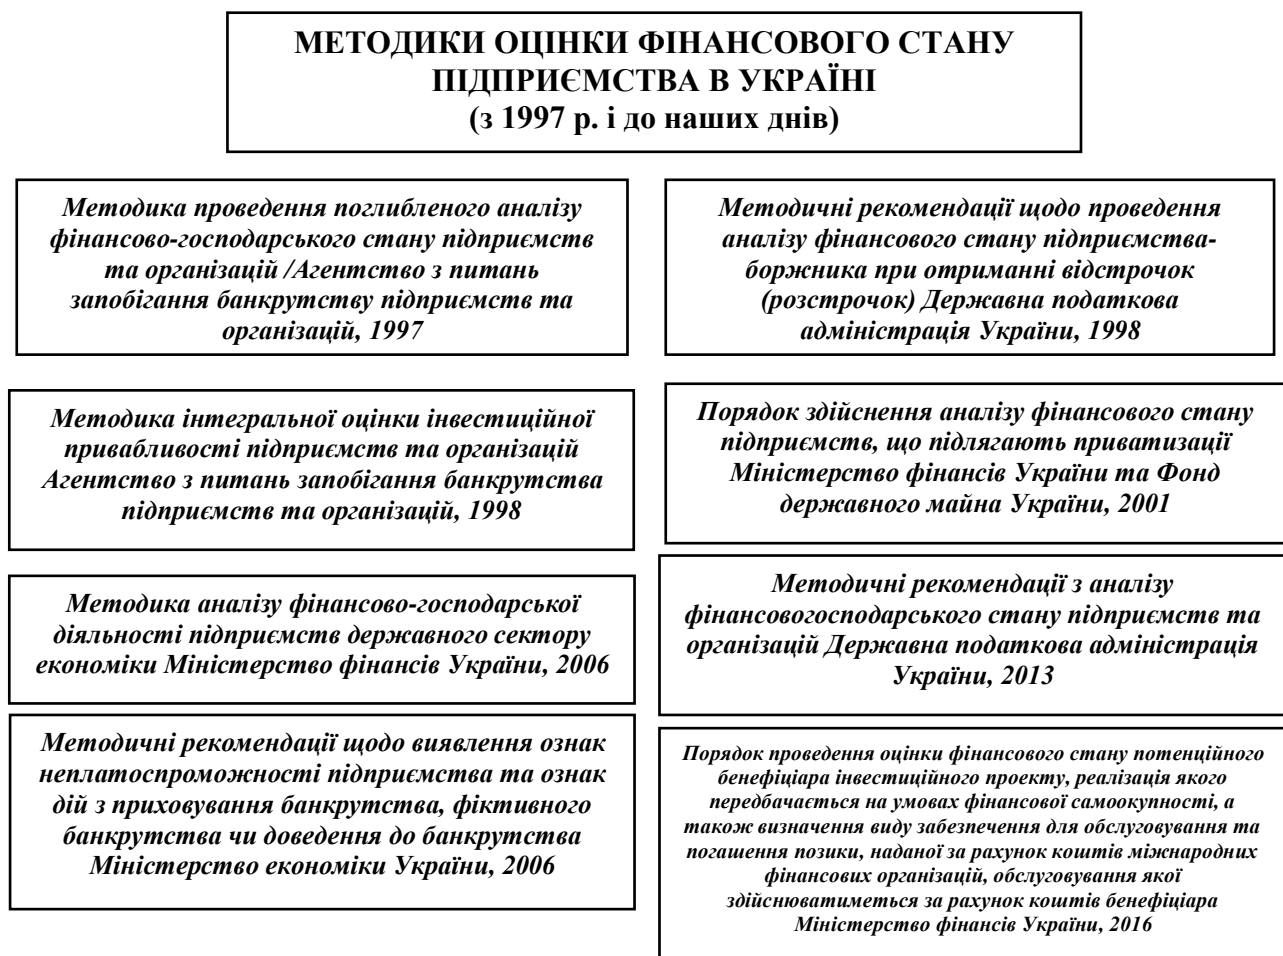 МЕТОДИКИ ОЦІНКИ ФІНАНСОВОГО СТАНУ
ПІДПРИЄМСТВА В УКРАЇНІ
(з 1997 р. і до наших днів)
Методика проведення поглибленого аналізу
фінансово-господарського стану підприємств
та організацій /Агентство з питань
запобігання банкрутству підприємств та
організацій, 1997
Методичні рекомендації щодо проведення
аналізу фінансового стану підприємства-
боржника при отриманні відстрочок
(розстрочок) Державна податкова
адміністрація України, 1998
Методика інтегральної оцінки інвестиційної
привабливості підприємств та організацій
Агентство з питань запобігання банкрутства
підприємств та організацій, 1998
Порядок здійснення аналізу фінансового стану
підприємств, що підлягають приватизації
Міністерство фінансів України та Фонд
державного майна України, 2001
Методика аналізу фінансово-господарської
діяльності підприємств державного сектору
економіки Міністерство фінансів України, 2006
Методичні рекомендації з аналізу
фінансовогосподарського стану підприємств та
організацій Державна податкова адміністрація
України, 2013
Методичні рекомендації щодо виявлення ознак
неплатоспроможності підприємства та ознак
дій з приховування банкрутства, фіктивного
банкрутства чи доведення до банкрутства
Міністерство економіки України, 2006
Порядок проведення оцінки фінансового стану потенційного
бенефіціара інвестиційного проекту, реалізація якого
передбачається на умовах фінансової самоокупності, а
також визначення виду забезпечення для обслуговування та
погашення позики, наданої за рахунок коштів міжнародних
фінансових організацій, обслуговування якої
здійснюватиметься за рахунок коштів бенефіціара
Міністерство фінансів України, 2016